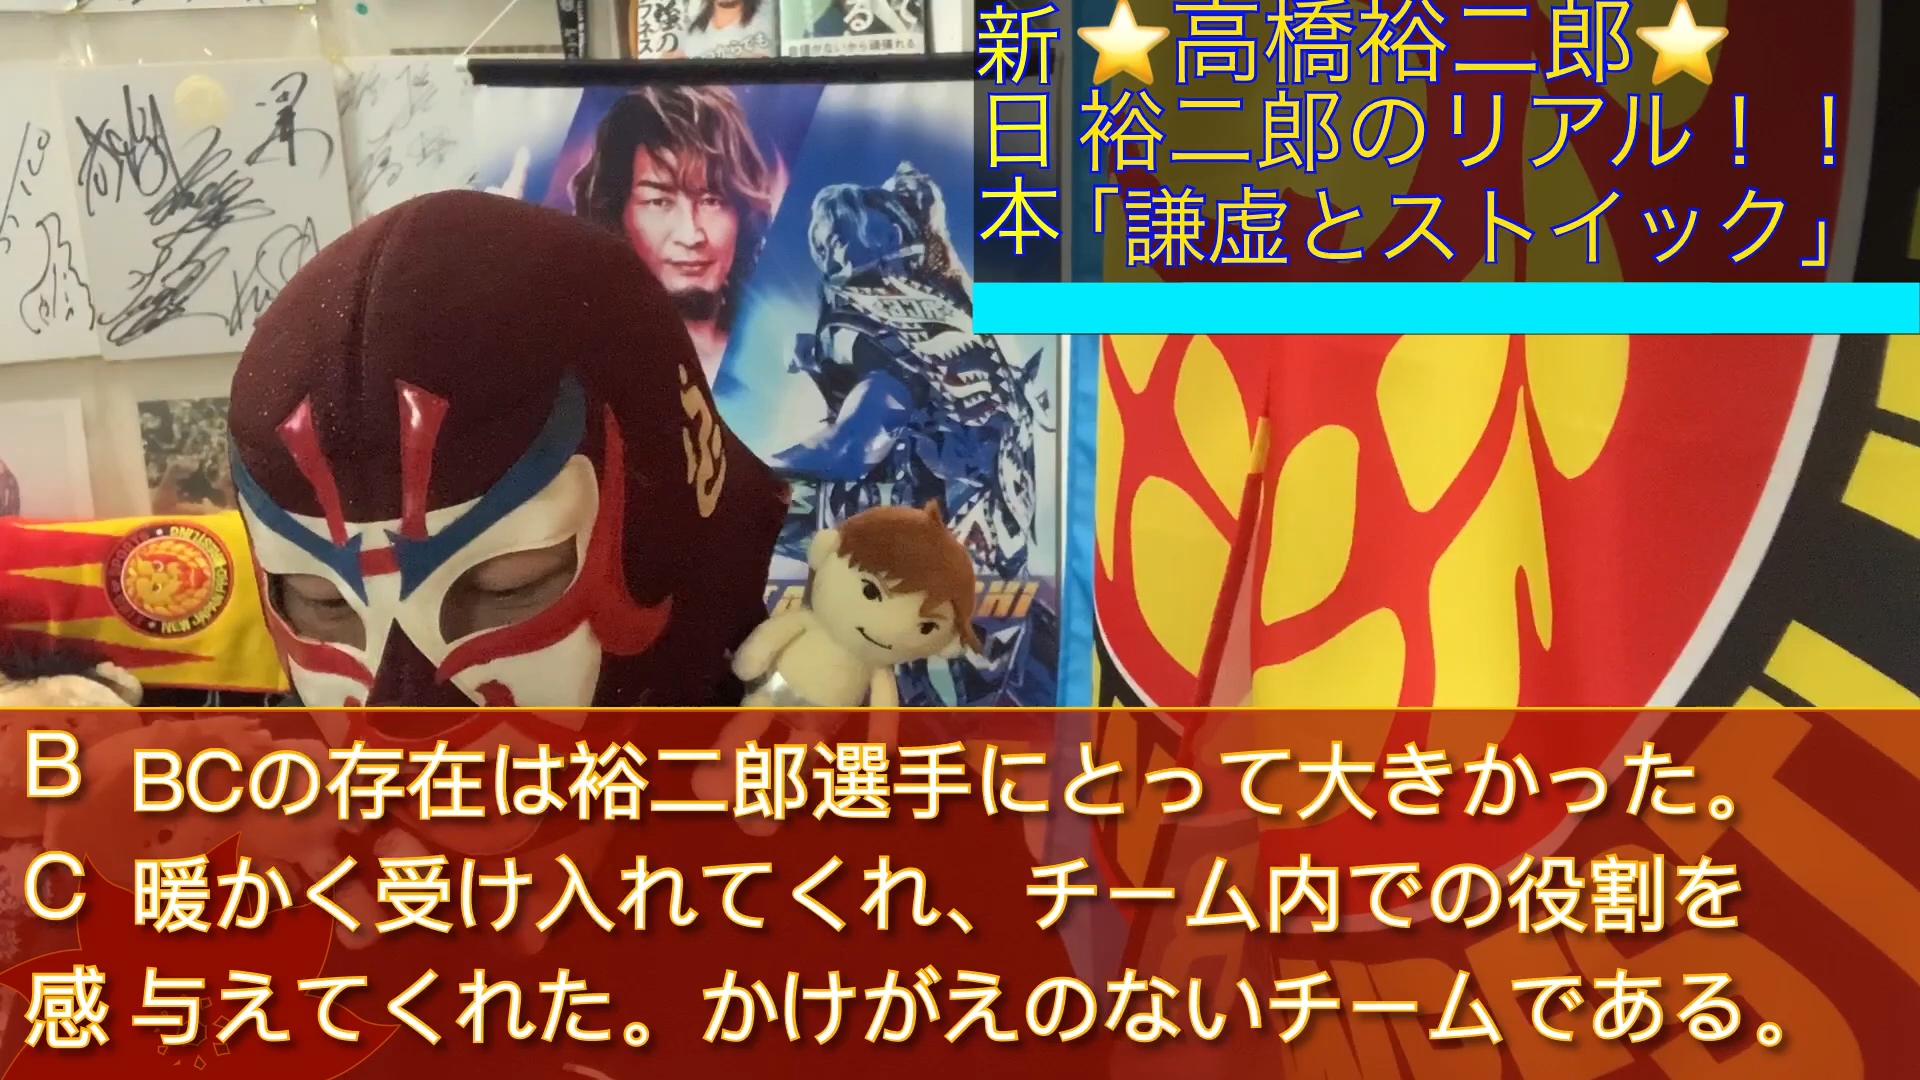 新 ⭐高橋裕二郎⭐
日 裕二郎のリアル！！
本 「謙虚とストイック」
B BCの存在は裕二郎選手にとって大きかった。
C 暖かく受け入れてくれ、チーム内での役割を
感 与えてくれた。かけがえのないチームである。